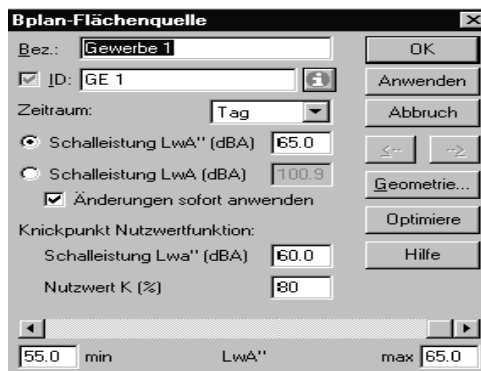 Bplan-Flächenquelle
Bez.: Gewerbe 1
OK
ID: GE 1
Anwenden
Zeitraum: Tag
Abbruch
Schalleistung LwA'' (dBA) 65.0
<-- -->
Schalleistung LwA (dBA) 100.9
Geometrie...
Änderungen sofort anwenden
Optimiere
Knickpunkt Nutzwertfunktion:
Schalleistung Lwa'' (dBA) 60.0
Hilfe
Nutzwert K (%) 80
55.0 min LwA'' max 65.0